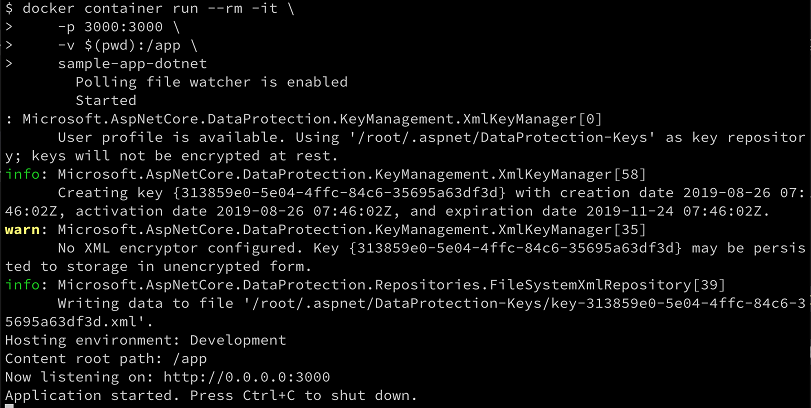 $ docker container run --rm -it \
>     -p 3000:3000 \
>     -v $(pwd):/app \
>     sample-app-dotnet
Polling file watcher is enabled
Started
: Microsoft.AspNetCore.DataProtection.KeyManagement.XmlKeyManager[0]
User profile is available. Using '/root/.aspnet/DataProtection-Keys' as key repositor
y; keys will not be encrypted at rest.
info: Microsoft.AspNetCore.DataProtection.KeyManagement.XmlKeyManager[58]
Creating key {313859e0-5e04-4ffc-84c6-35695a63df3d} with creation date 2019-08-26 07:
46:02Z, activation date 2019-08-26 07:46:02Z, and expiration date 2019-11-24 07:46:02Z.
warn: Microsoft.AspNetCore.DataProtection.KeyManagement.XmlKeyManager[35]
No XML encryptor configured. Key {313859e0-5e04-4ffc-84c6-35695a63df3d} may be persis
ted to storage in unencrypted form.
info: Microsoft.AspNetCore.DataProtection.Repositories.FileSystemXmlRepository[39]
Writing data to file '/root/.aspnet/DataProtection-Keys/key-313859e0-5e04-4ffc-84c6-3
5695a63df3d.xml'.
Hosting environment: Development
Content root path: /app
Now listening on: http://0.0.0.0:3000
Application started. Press Ctrl+C to shut down.